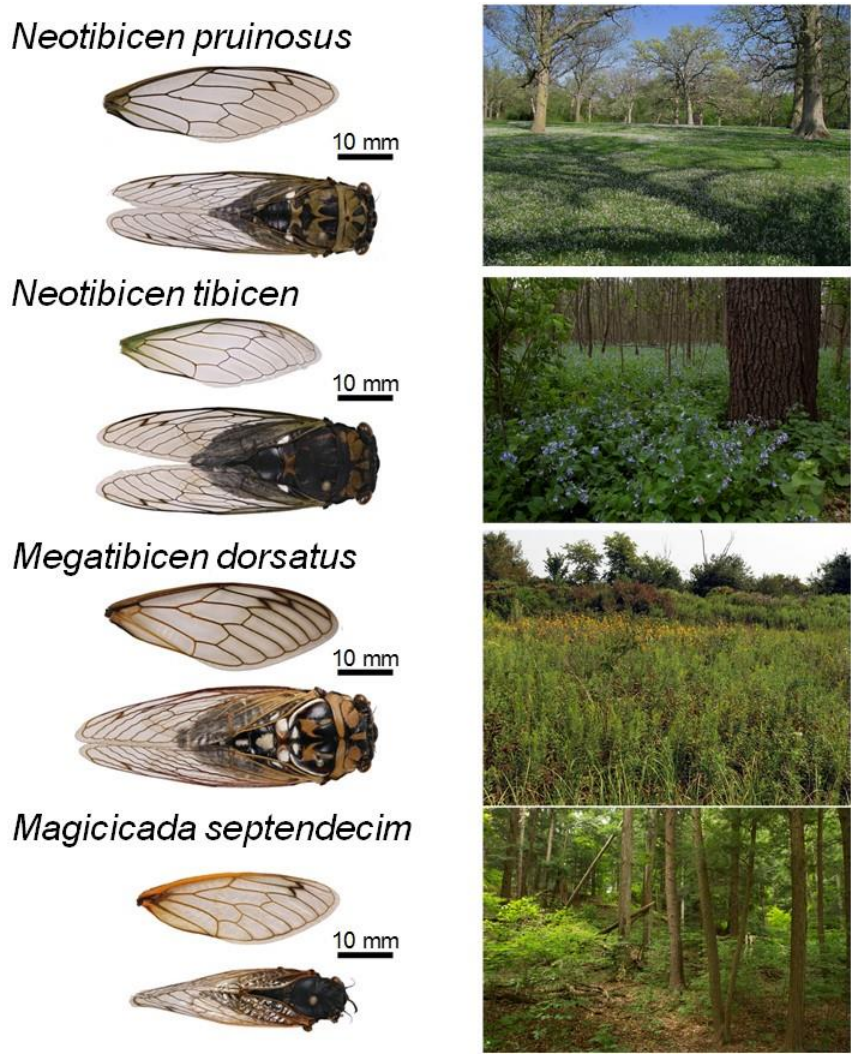 Neotibicen pruinosus
10 mm
Neotibicen tibicen
10 mm
Megatibicen dorsatus
10 mm
Magicicada septendecim
10 mm